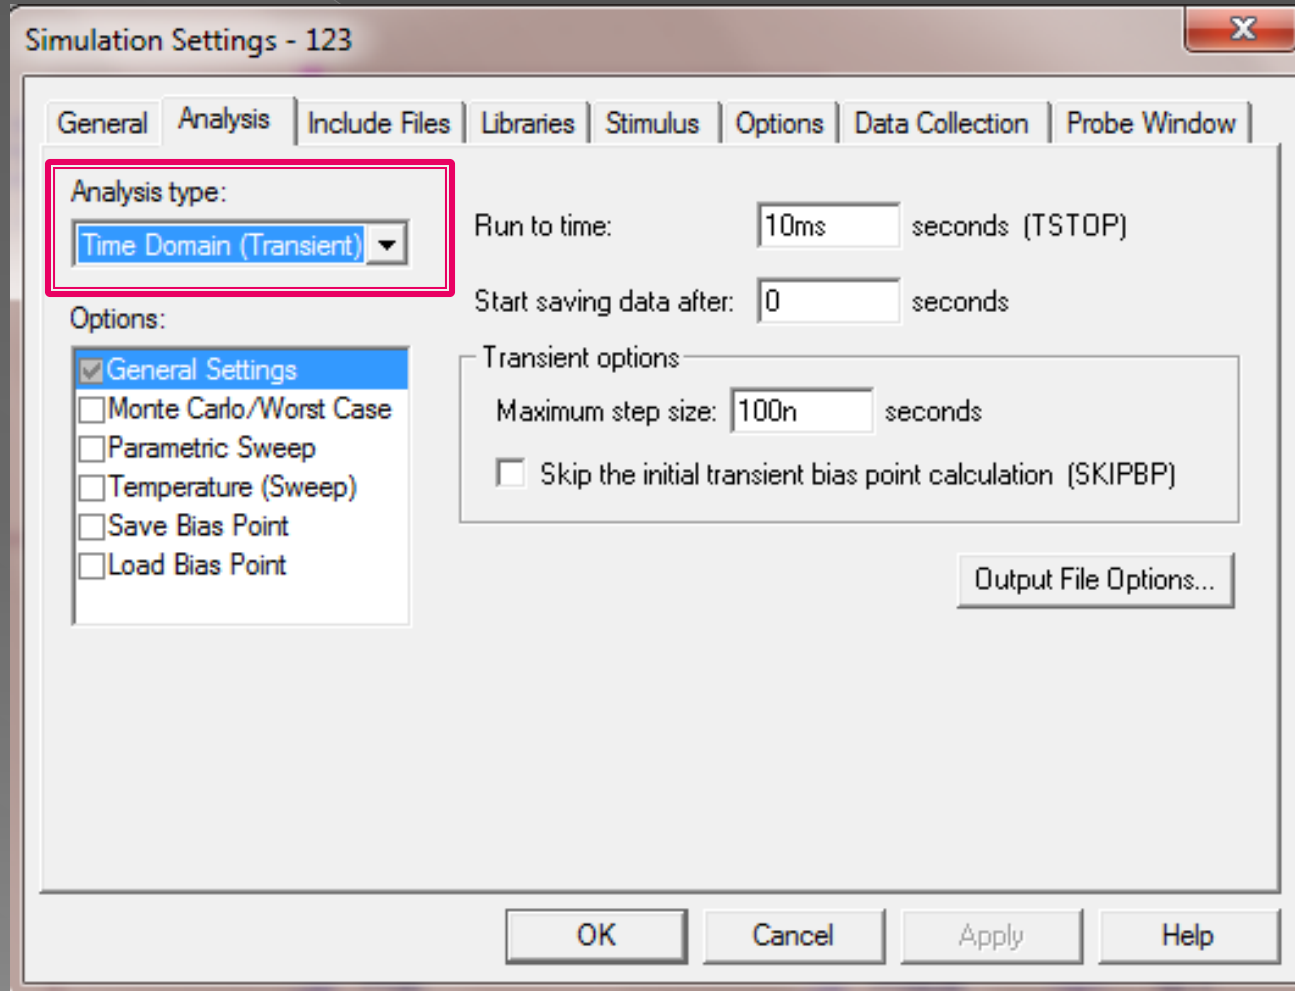 Simulation Settings - 123
General Analysis Include Files Libraries Stimulus Options Data Collection Probe Window
Analysis type:
Time Domain (Transient)
Options:
General Settings
Monte Carlo/Worst Case
Parametric Sweep
Temperature (Sweep)
Save Bias Point
Load Bias Point
Run to time: 10ms seconds (TSTOP)
Start saving data after: 0 seconds
Transient options
Maximum step size: 100n seconds
Skip the initial transient bias point calculation (SKIPBP)
Output File Options...
OK Cancel Apply Help